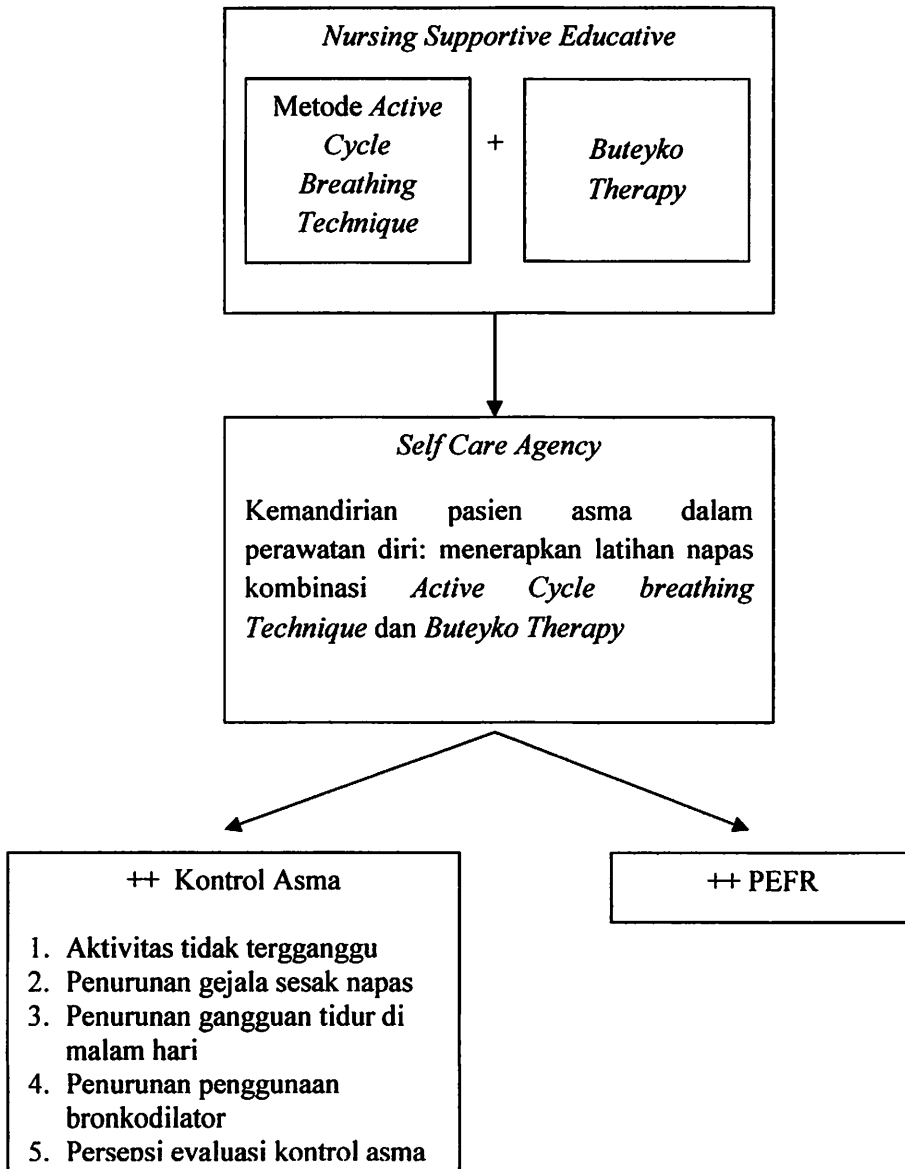 Nursing Supportive Educative
Metode Active
Cycle
Breathing
Technique
+
Buteyko
Therapy
Self Care Agency
Kemandirian pasien asma dalam
perawatan diri: menerapkan latihan napas
kombinasi Active Cycle breathing
Technique dan Buteyko Therapy
++ Kontrol Asma
1. Aktivitas tidak tergganggu
2. Penurunan gejala sesak napas
3. Penurunan gangguan tidur di
malam hari
4. Penurunan penggunaan
bronkodilator
5. Persepsi evaluasi kontrol asma
++ PEFR